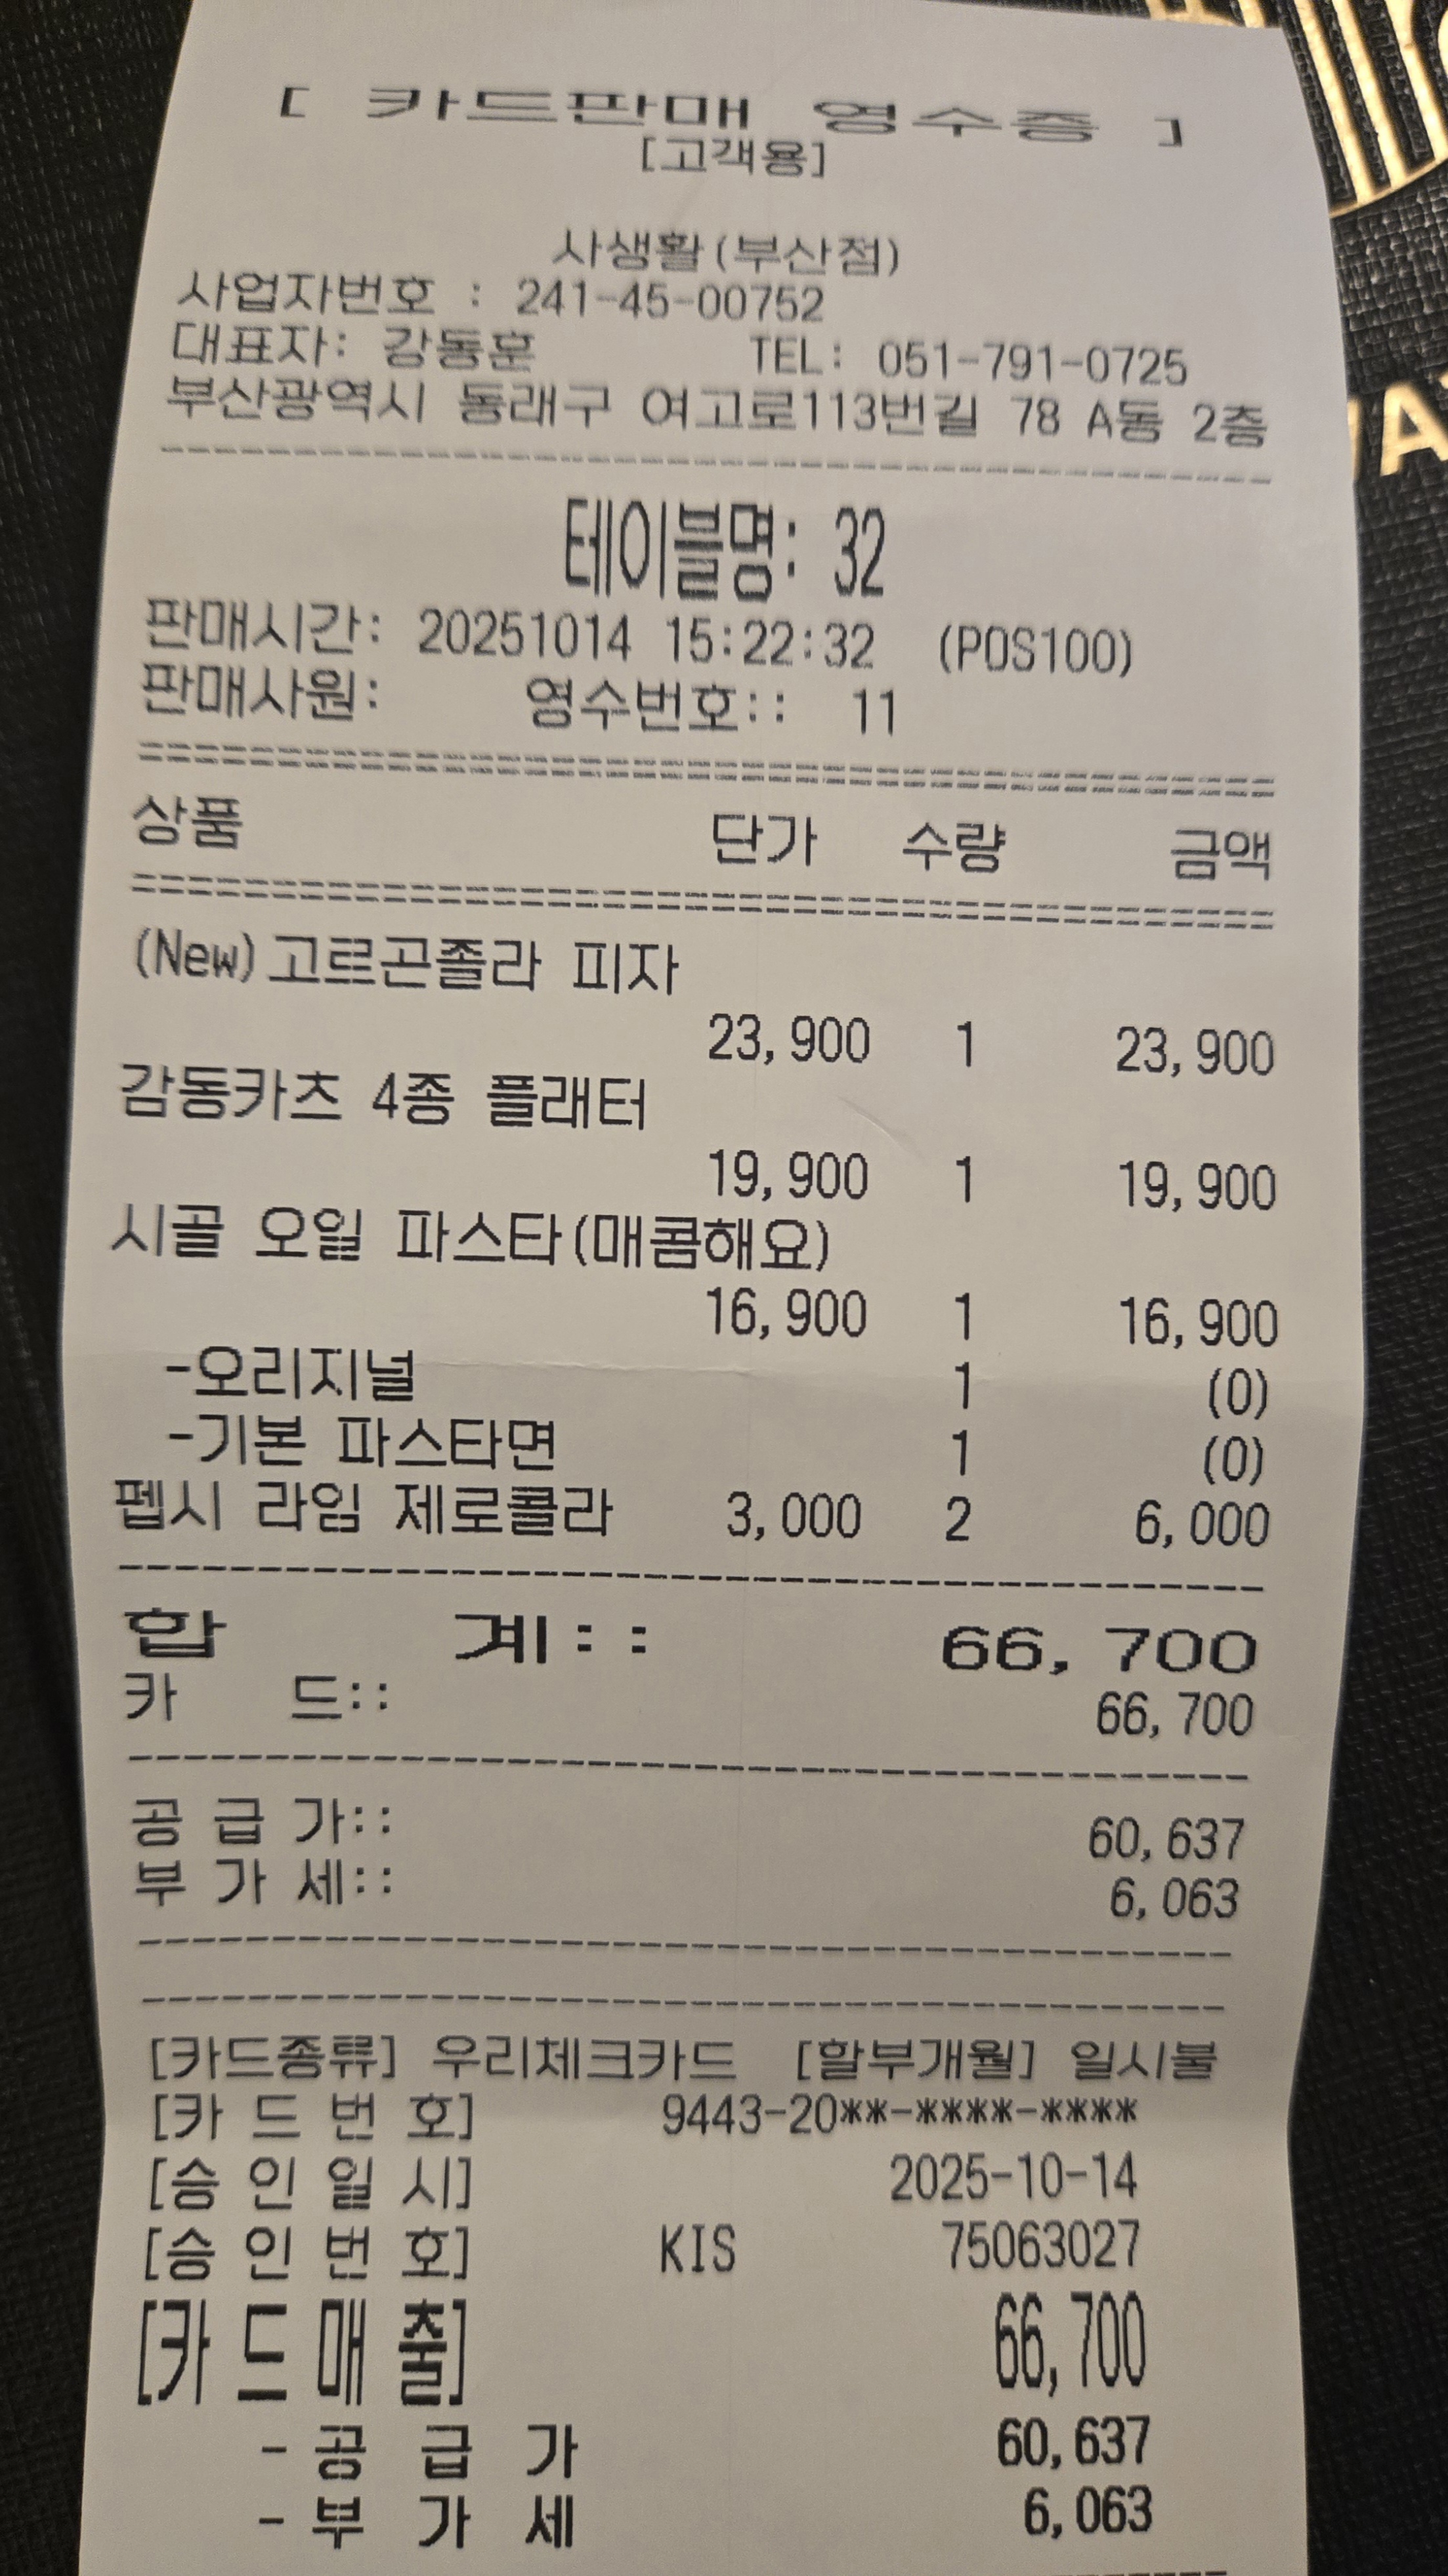 [ 카드판매 영수증 ]
[고객용]
사생활(부산점)
사업자번호 : 241-45-00752
대표자: 강동훈 TEL: 051-791-0725
부산광역시 동래구 여고로113번길 78 A동 2층
테이블명: 32
판매시간: 20251014 15:22:32 (POS100)
판매사원: 영수번호:: 11
상품 단가 수량 금액
(New)고르곤졸라 피자
23,900 1 23,900
감동카츠 4종 플래터
19,900 1 19,900
시골 오일 파스타(매콤해요)
16,900 1 16,900
-오리지널 1 (0)
-기본 파스타면 1 (0)
펩시 라임 제로콜라 3,000 2 6,000
합 계:: 66,700
카 드:: 66,700
공 급 가:: 60,637
부 가 세:: 6,063
[카드종류] 우리체크카드 [할부개월] 일시불
[카 드 번 호] 9443-20**-****-****
[승 인 일 시] 2025-10-14
[승 인 번 호] KIS 75063027
[카 드 매 출] 66,700
- 공 급 가 60,637
- 부 가 세 6,063